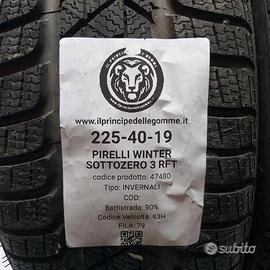 www.ilprincipedellegomme.it
225-40-19
PIRELLI WINTER
SOTTOZERO 3 RFT
codice prodotto: 47480
Tipo: INVERNALI
COD:
Battistrada: 90%
Codice Velocità: 93H
FILA: 79
subito